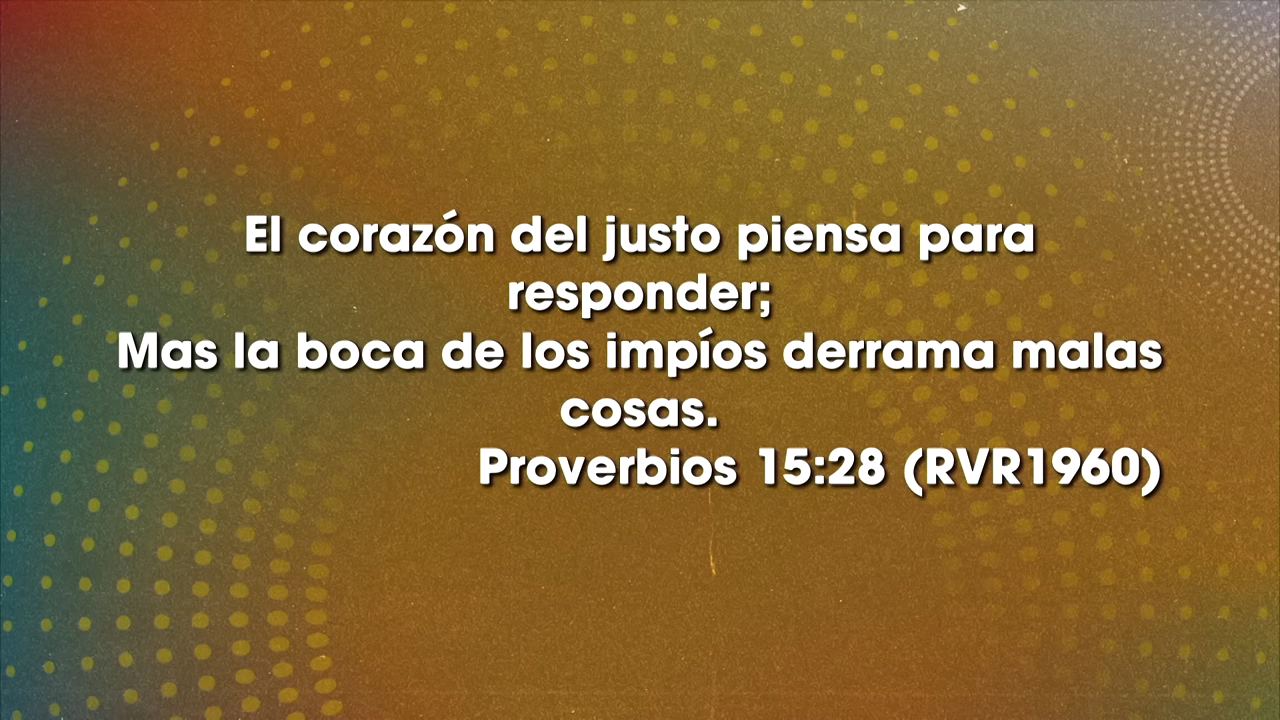 El corazón del justo piensa para
responder;
Mas la boca de los impíos derrama malas
cosas.
Proverbios 15:28 (RVR1960)